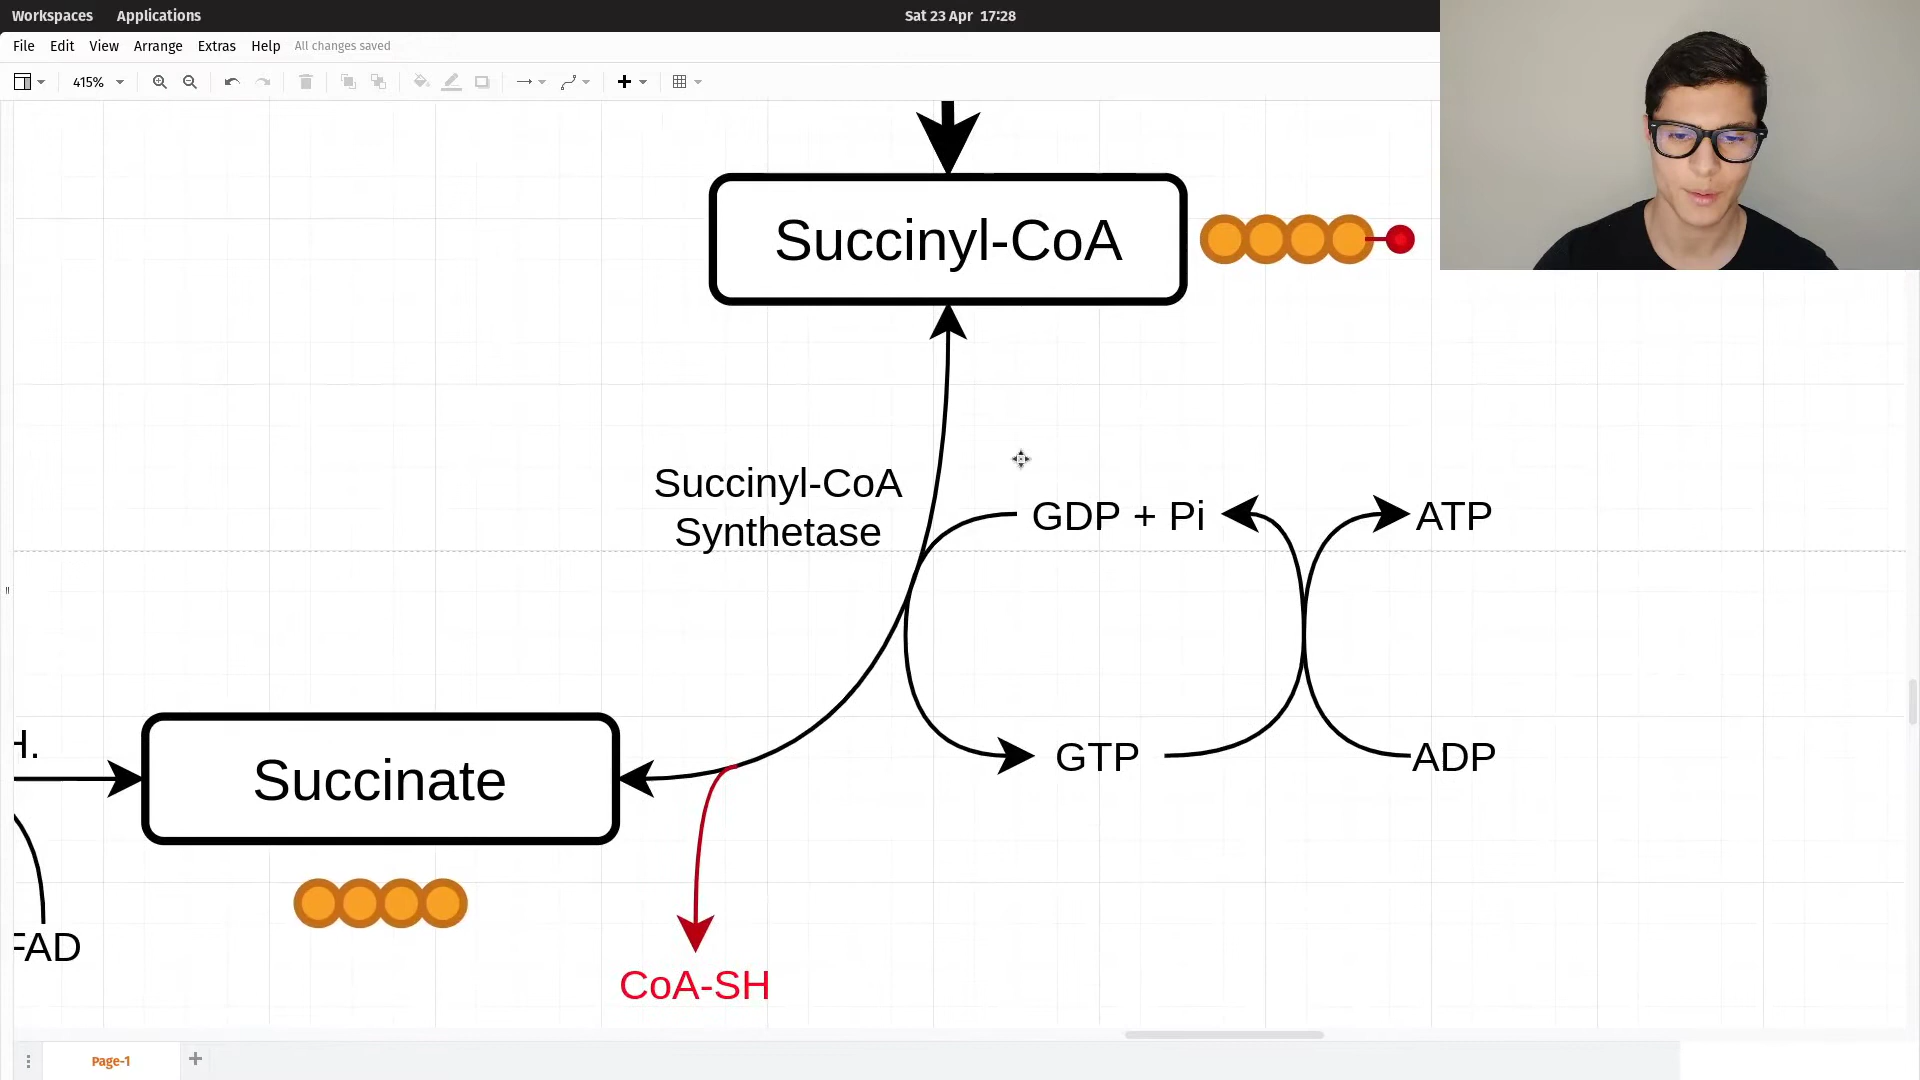 Workspaces Applications Sat 23 Apr 17:28
File Edit View Arrange Extras Help All changes saved
415%
Succinyl-CoA
Succinyl-CoA
Synthetase
GDP + Pi
ATP
H.
Succinate
GTP
ADP
FAD
CoA-SH
Page-1